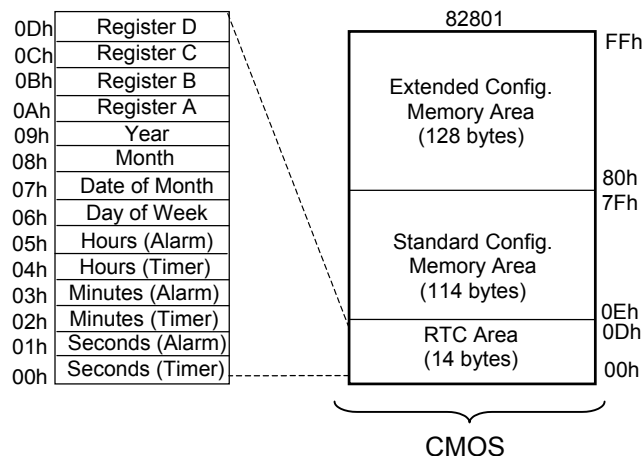 0Dh Register D
0Ch Register C
0Bh Register B
0Ah Register A
09h Year
08h Month
07h Date of Month
06h Day of Week
05h Hours (Alarm)
04h Hours (Timer)
03h Minutes (Alarm)
02h Minutes (Timer)
01h Seconds (Alarm)
00h Seconds (Timer)
82801
FFh
Extended Config.
Memory Area
(128 bytes)
80h
7Fh
Standard Config.
Memory Area
(114 bytes)
0Eh
0Dh
RTC Area
(14 bytes)
00h
CMOS